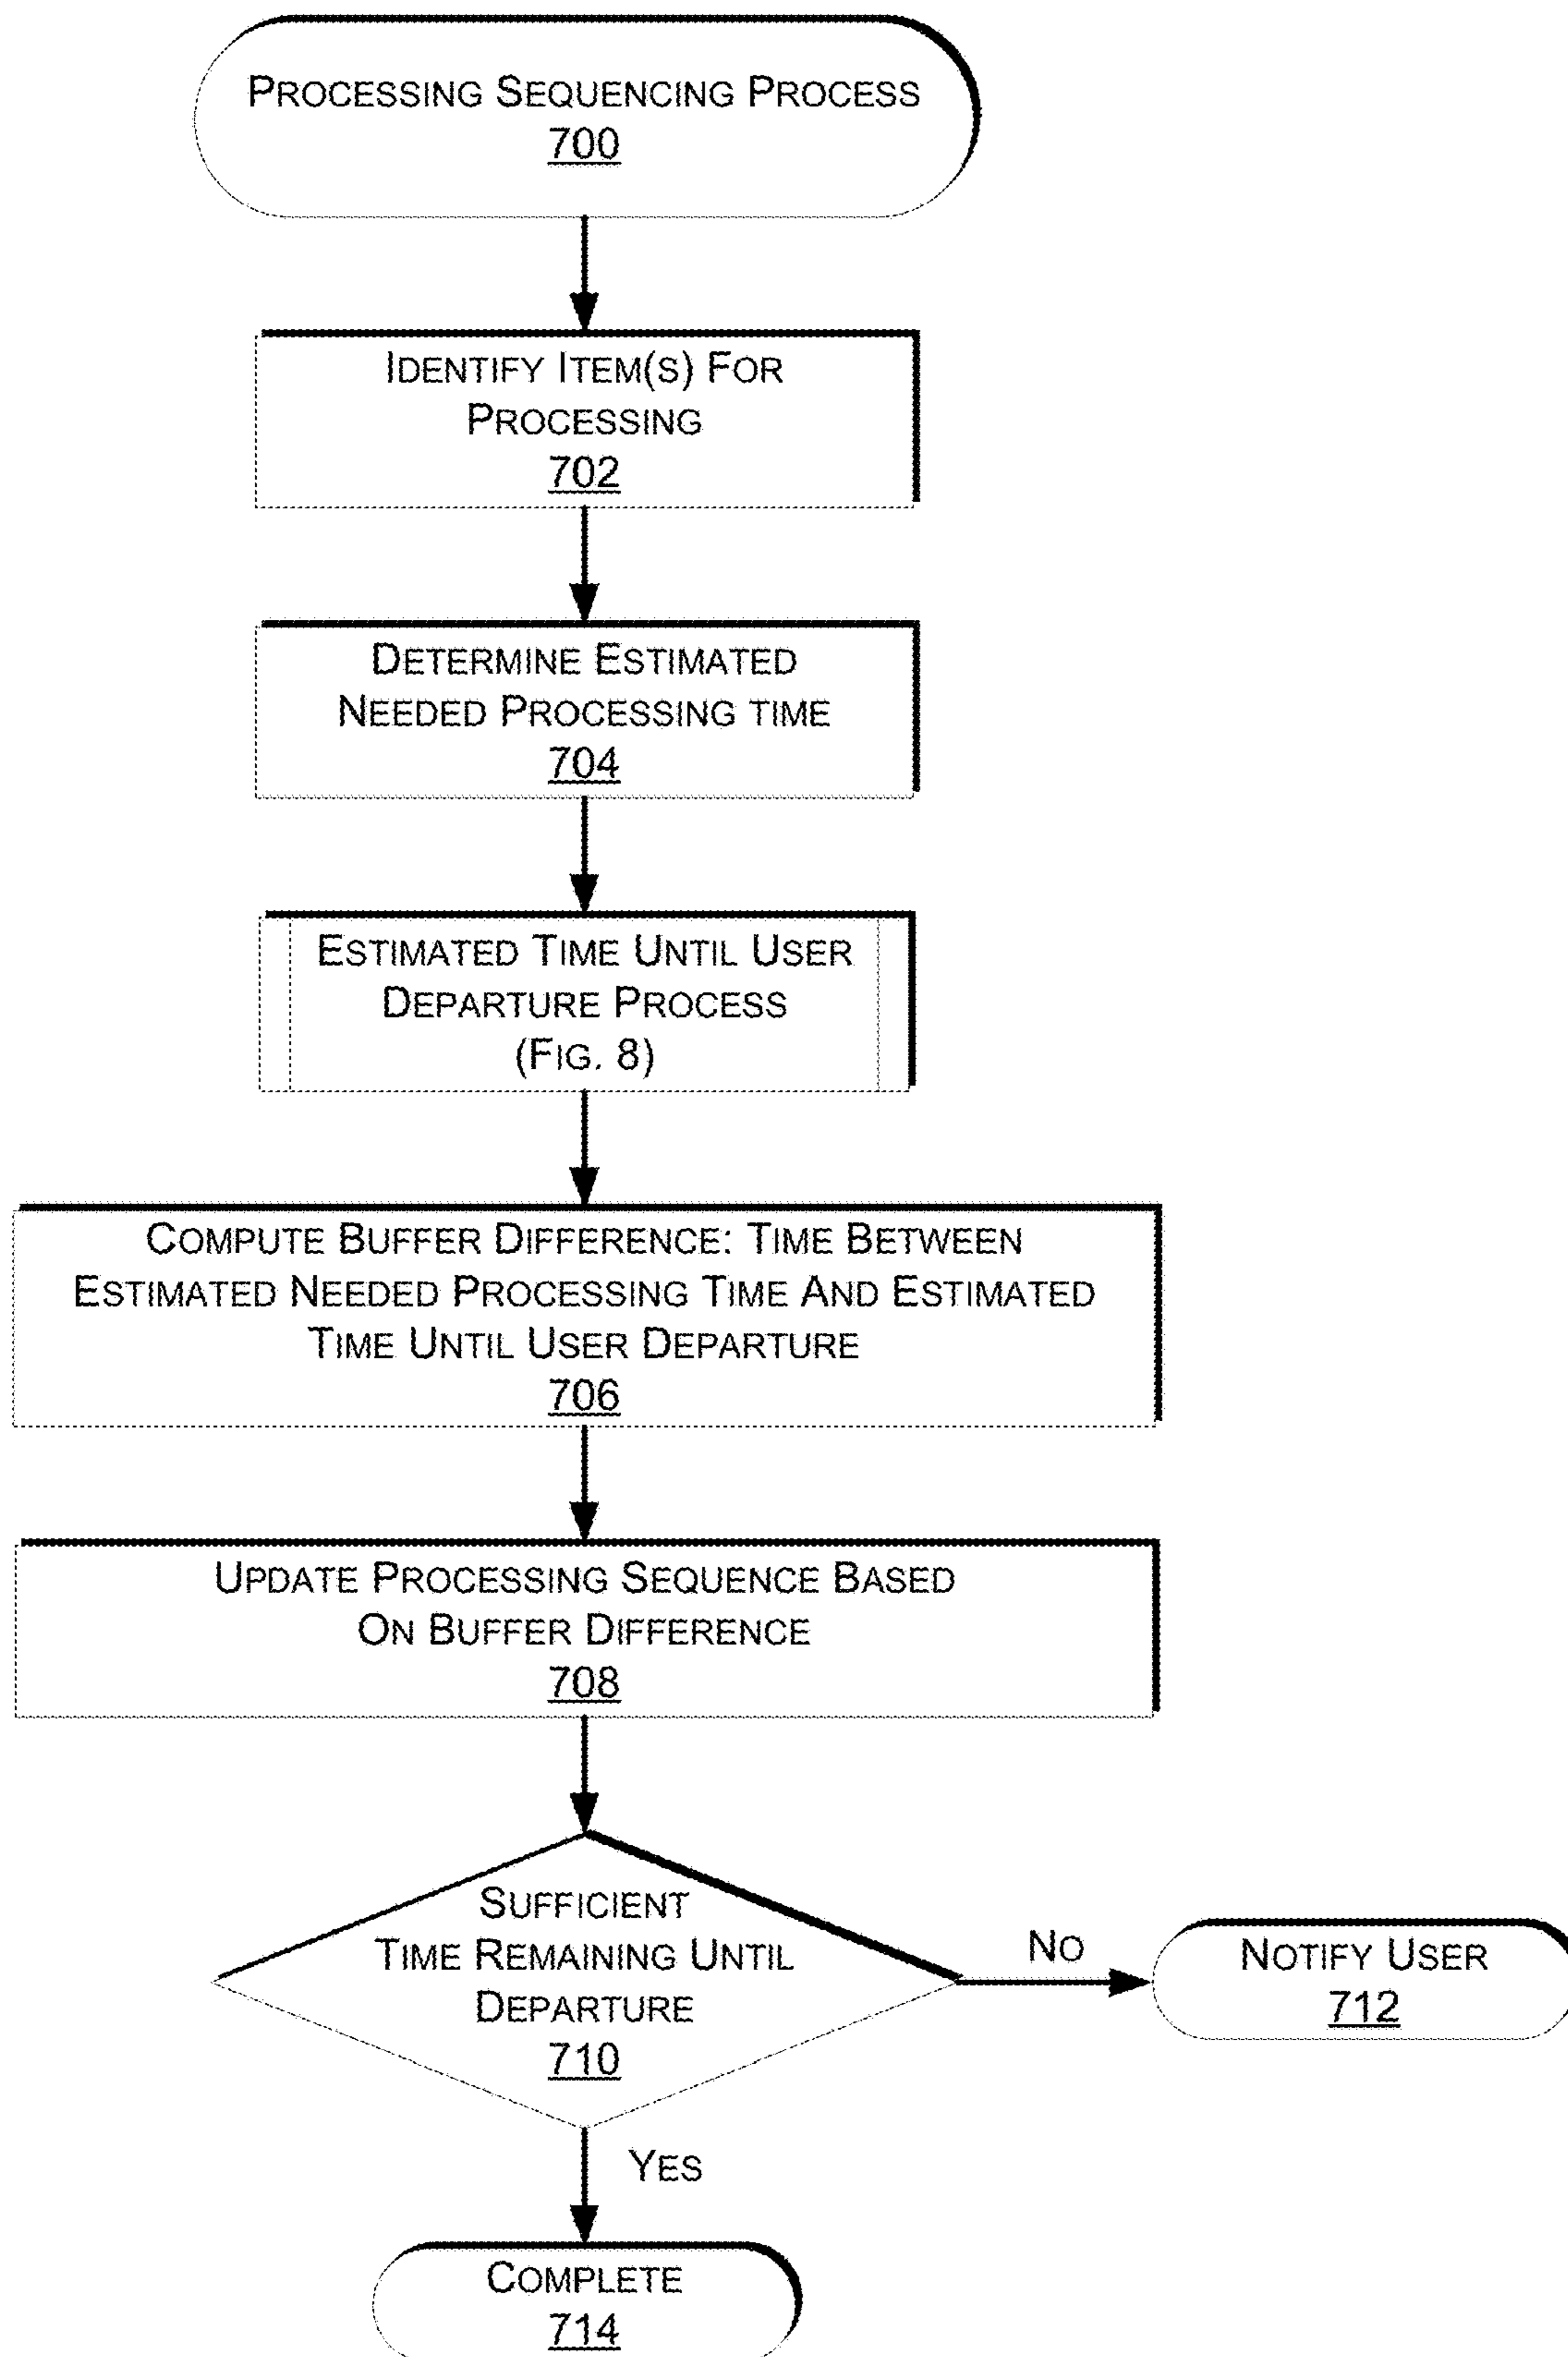 PROCESSING SEQUENCING PROCESS
700
IDENTIFY ITEM(S) FOR
PROCESSING
702
DETERMINE ESTIMATED
NEEDED PROCESSING TIME
704
ESTIMATED TIME UNTIL USER
DEPARTURE PROCESS
(FIG. 8)
COMPUTE BUFFER DIFFERENCE: TIME BETWEEN
ESTIMATED NEEDED PROCESSING TIME AND ESTIMATED
TIME UNTIL USER DEPARTURE
706
UPDATE PROCESSING SEQUENCE BASED
ON BUFFER DIFFERENCE
708
SUFFICIENT
TIME REMAINING UNTIL
DEPARTURE
710
NO
NOTIFY USER
712
YES
COMPLETE
714